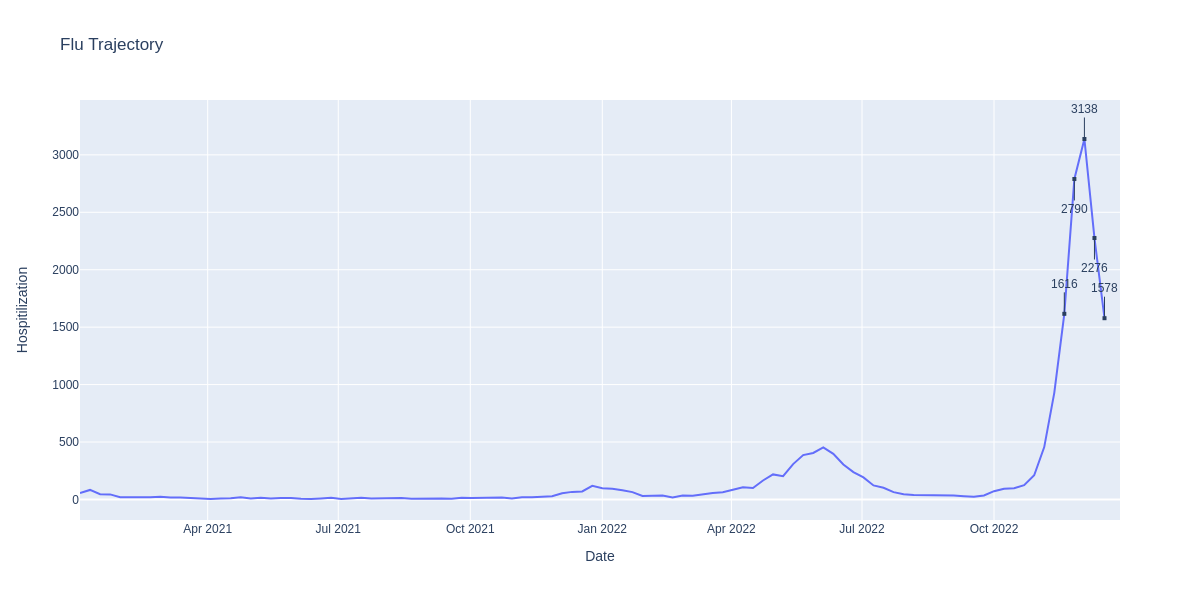 Flu Trajectory
3138
3000
2500
2790
2276
2000
1616
1578
1500
1000
500
0
Hospitilization
Apr 2021
Jul 2021
Oct 2021
Jan 2022
Apr 2022
Jul 2022
Oct 2022
Date